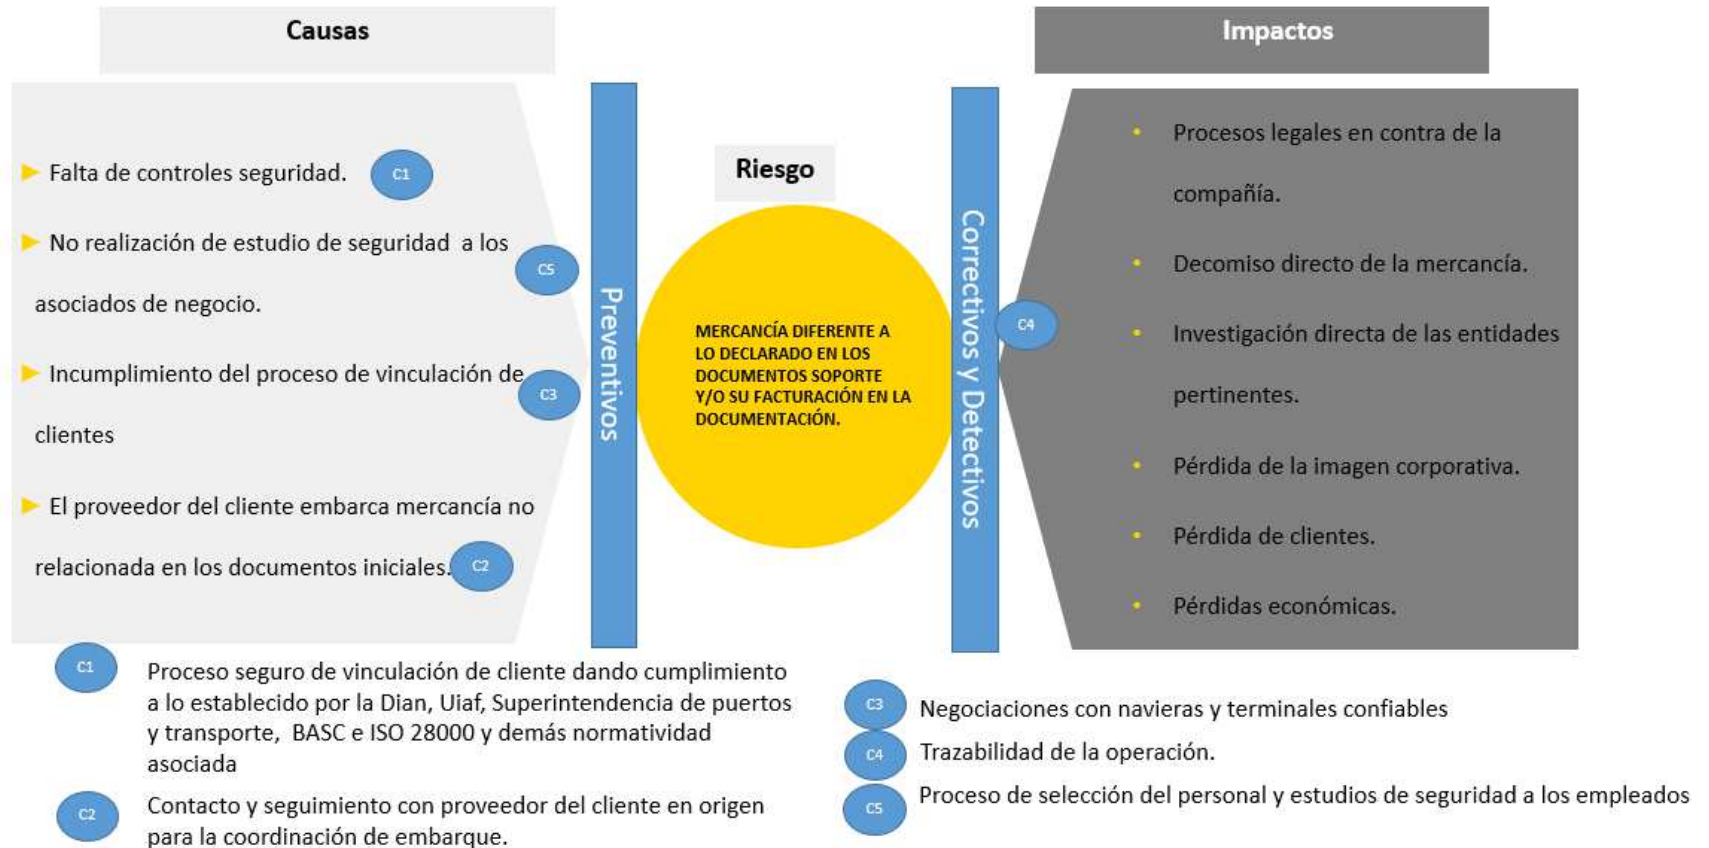 Causas
Impactos
Falta de controles seguridad.
C1
No realización de estudio de seguridad a los
asociados de negocio.
C5
Incumplimiento del proceso de vinculación de
clientes
C3
El proveedor del cliente embarca mercancía no
relacionada en los documentos iniciales.
C2
Preventivos
Riesgo
MERCANCÍA DIFERENTE A
LO DECLARADO EN LOS
DOCUMENTOS SOPORTE
Y/O SU FACTURACIÓN EN LA
DOCUMENTACIÓN.
Correctivos y Detectivos
C4
Procesos legales en contra de la
compañía.
Decomiso directo de la mercancía.
Investigación directa de las entidades
pertinentes.
Pérdida de la imagen corporativa.
Pérdida de clientes.
Pérdidas económicas.
C1
Proceso seguro de vinculación de cliente dando cumplimiento
a lo establecido por la Dian, Uiaf, Superintendencia de puertos
y transporte, BASC e ISO 28000 y demás normatividad
asociada
C2
Contacto y seguimiento con proveedor del cliente en origen
para la coordinación de embarque.
C3
Negociaciones con navieras y terminales confiables
C4
Trazabilidad de la operación.
C5
Proceso de selección del personal y estudios de seguridad a los empleados